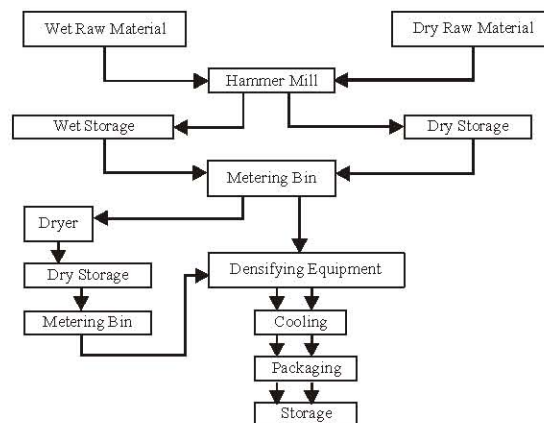 Wet Raw Material
Dry Raw Material
Hammer Mill
Wet Storage
Dry Storage
Metering Bin
Dryer
Densifying Equipment
Dry Storage
Metering Bin
Cooling
Packaging
Storage